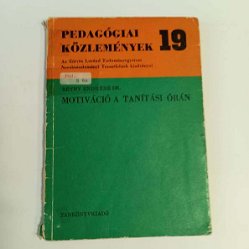 PEDAGÓGIAI
KÖZLEMÉNYEK 19
Az Eötvös Loránd Tudományegyetem
Neveléstudományi Tanszékének kiadványai
MOTIVÁCIÓ A TANÍTÁSI ÓRÁN
TANKÖNYVKIADÓ